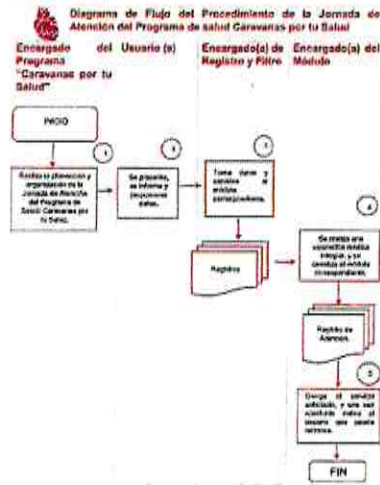 Diagrama de Flujo del Procedimiento de la Jornada de
Atención del Programa de salud Caravanas por tu Salud
Encargado del
Programa
"Caravanas por tu
Salud"
Usuario (a)
Encargado(a) de
Registro y Filtro
Encargado(a) del
Módulo
INICIO
1
Realiza la planeación y
organización de la
Jornada de Atención
del Programa de
Salud Caravanas por
tu Salud.
2
Se presenta,
se informa y
proporciona
datos.
3
Toma datos y
canaliza al
módulo
correspondiente.
Registros
4
Se realiza una
valoración médica
integral, y se
canaliza al módulo
correspondiente.
Registro de
Atención.
5
Otorga el servicio
solicitado, y una vez
concluido indica al
usuario que puede
retirarse.
FIN